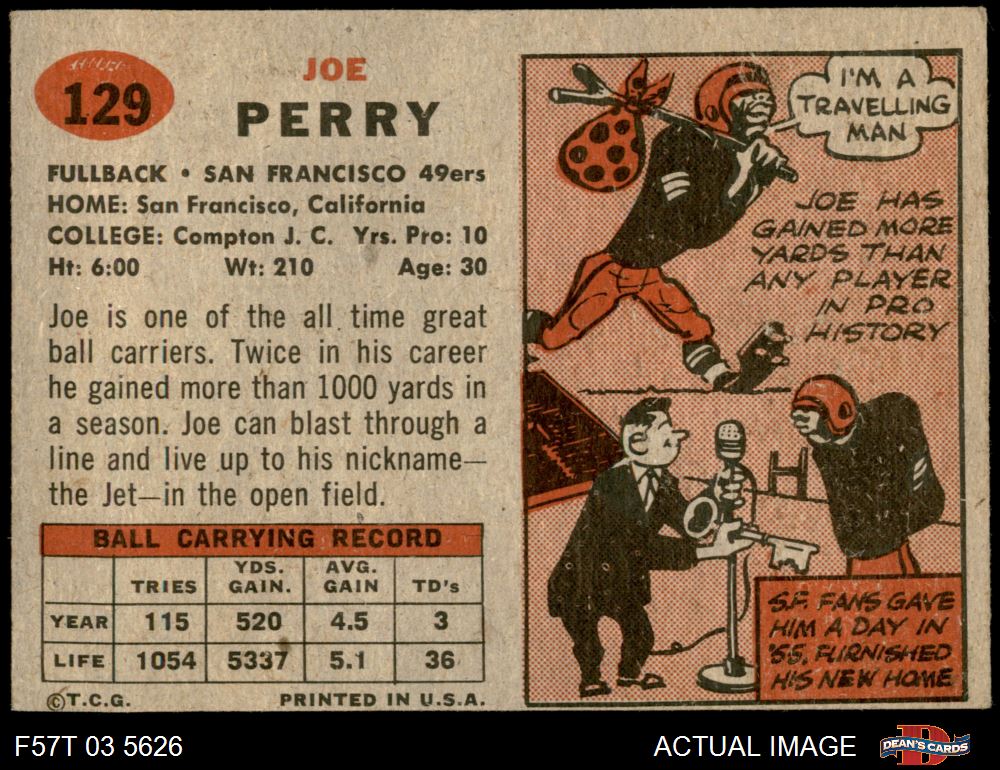 129
JOE
PERRY
FULLBACK • SAN FRANCISCO 49ers
HOME: San Francisco, California
COLLEGE: Compton J. C. Yrs. Pro: 10
Ht: 6:00 Wt: 210 Age: 30
Joe is one of the all time great
ball carriers. Twice in his career
he gained more than 1000 yards in
a season. Joe can blast through a
line and live up to his nickname—
the Jet—in the open field.
BALL CARRYING RECORD
TRIES YDS. GAIN. AVG. GAIN TD's
YEAR 115 520 4.5 3
LIFE 1054 5337 5.1 36
©T.C.G. PRINTED IN U.S.A.
I'M A
TRAVELLING
MAN
JOE HAS
GAINED MORE
YARDS THAN
ANY PLAYER
IN PRO
HISTORY
S.F. FANS GAVE
HIM A DAY IN
'55, FURNISHED
HIS NEW HOME
F57T 03 5626
ACTUAL IMAGE
DEAN'S CARDS